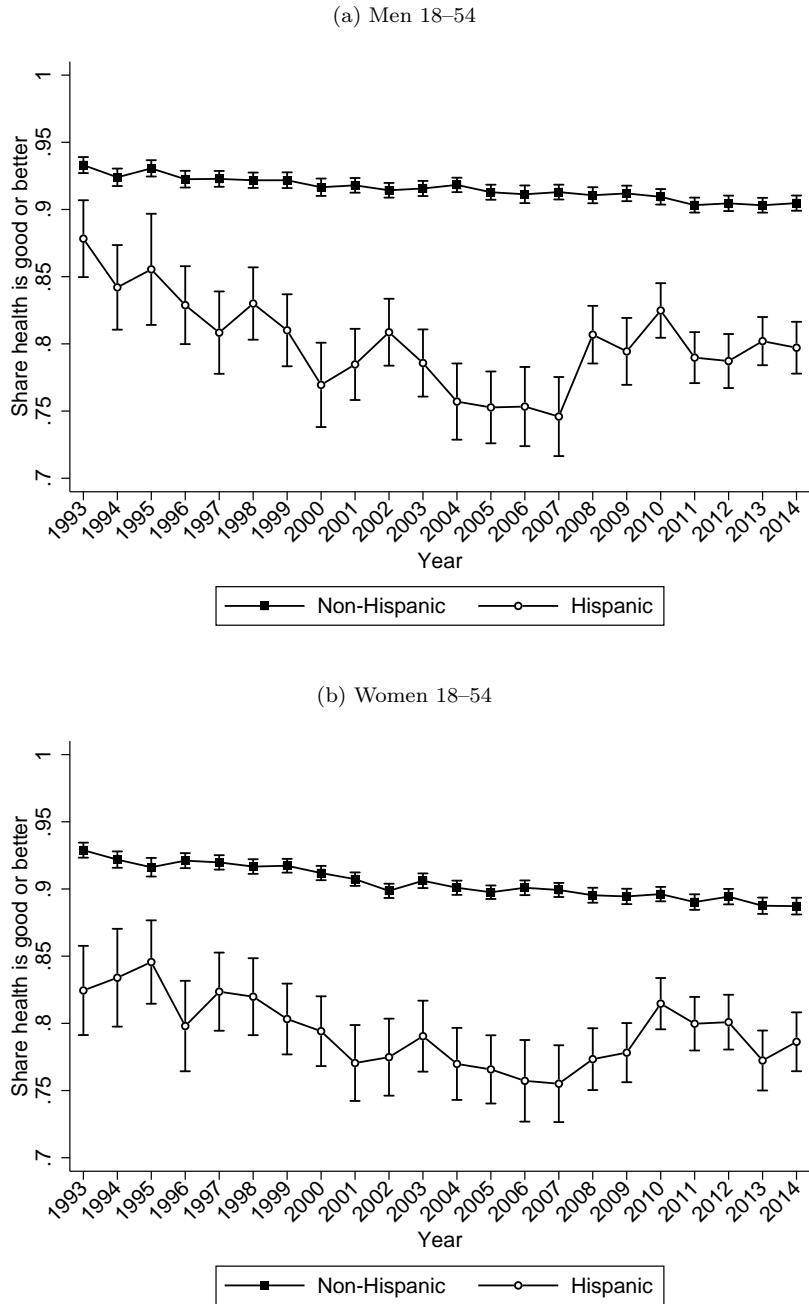 (a) Men 18–54
Share health is good or better
1
.95
.9
.85
.8
.75
.7
1993 1994 1995 1996 1997 1998 1999 2000 2001 2002 2003 2004 2005 2006 2007 2008 2009 2010 2011 2012 2013 2014
Year
Non-Hispanic Hispanic
(b) Women 18–54
Share health is good or better
1
.95
.9
.85
.8
.75
.7
1993 1994 1995 1996 1997 1998 1999 2000 2001 2002 2003 2004 2005 2006 2007 2008 2009 2010 2011 2012 2013 2014
Year
Non-Hispanic Hispanic